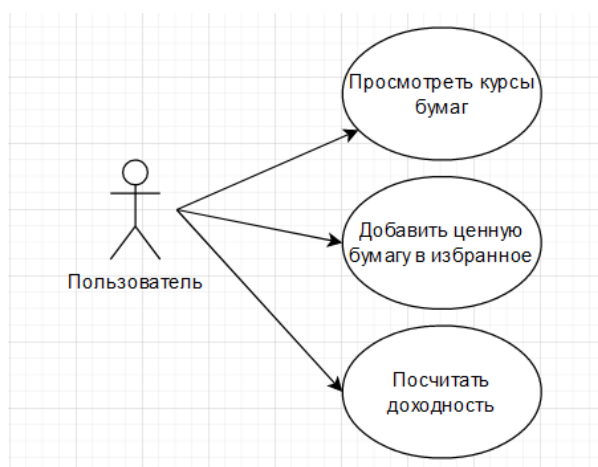 Просмотреть курсы
бумаг
Добавить ценную
бумагу в избранное
Пользователь
Посчитать
доходность